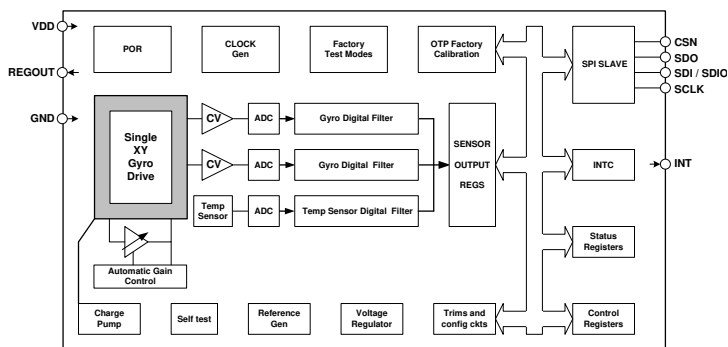 VDD
REGOUT
GND
POR
CLOCK
Gen
Factory
Test Modes
OTP Factory
Calibration
SPI SLAVE
CSN
SDO
SDI / SDIO
SCLK
Single
XY
Gyro
Drive
CV
ADC
Gyro Digital Filter
CV
ADC
Gyro Digital Filter
Temp
Sensor
ADC
Temp Sensor Digital Filter
SENSOR
OUTPUT
REGS
INTC
INT
Status
Registers
Automatic Gain
Control
Charge
Pump
Self test
Reference
Gen
Voltage
Regulator
Trims and
config ckts
Control
Registers